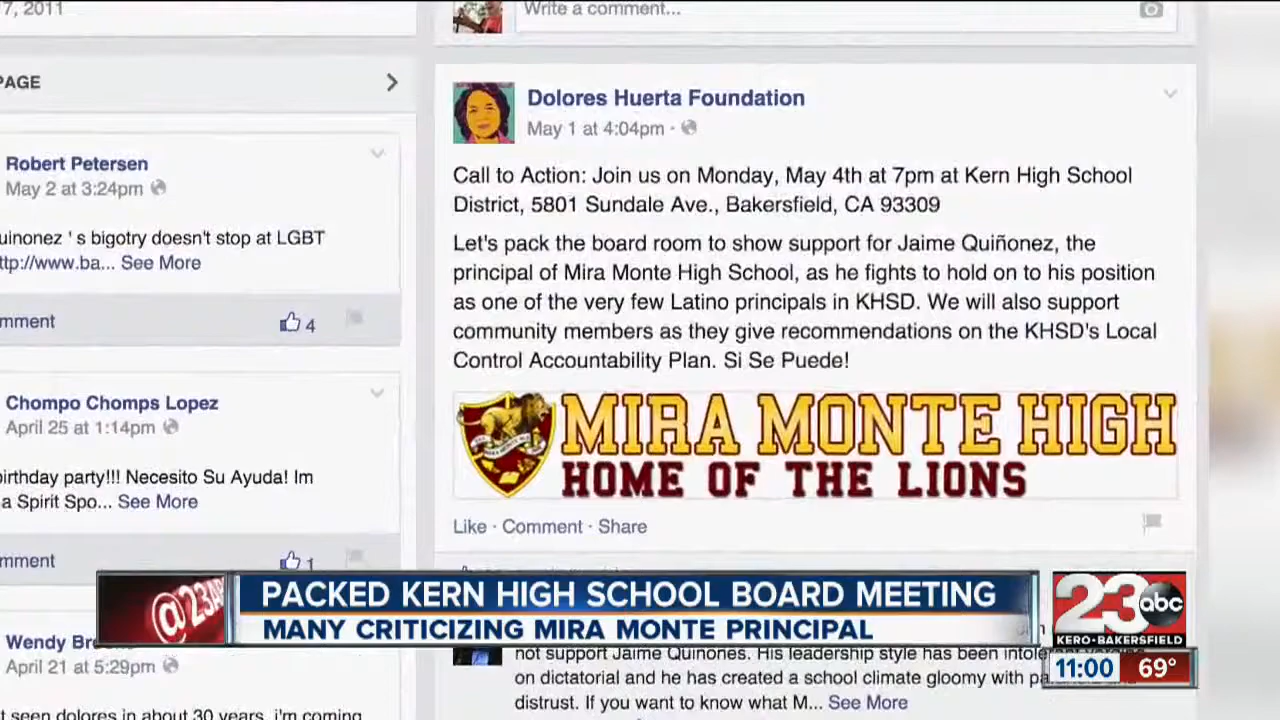 7, 2011
PAGE
Robert Petersen
May 2 at 3:24pm
uinonez ' s bigotry doesn't stop at LGBT
ttp://www.ba... See More
mment
4
Chompo Chomps Lopez
April 25 at 1:14pm
birthday party!!! Necesito Su Ayuda! Im
a Spirit Spo... See More
mment
1
Wendy
April 21 at 5:29pm
t seen dolores in about 30 years, i'm coming
Write a comment...
Dolores Huerta Foundation
May 1 at 4:04pm ·
Call to Action: Join us on Monday, May 4th at 7pm at Kern High School
District, 5801 Sundale Ave., Bakersfield, CA 93309
Let's pack the board room to show support for Jaime Quiñonez, the
principal of Mira Monte High School, as he fights to hold on to his position
as one of the very few Latino principals in KHSD. We will also support
community members as they give recommendations on the KHSD's Local
Control Accountability Plan. Si Se Puede!
MIRA MONTE HIGH
HOME OF THE LIONS
Like · Comment · Share
not support Jaime Quinones. His leadership style has been
on dictatorial and he has created a school climate gloomy with
distrust. If you want to know what M... See More
@23A
PACKED KERN HIGH SCHOOL BOARD MEETING
MANY CRITICIZING MIRA MONTE PRINCIPAL
23 abc
KERO-BAKERSFIELD
11:00 69°